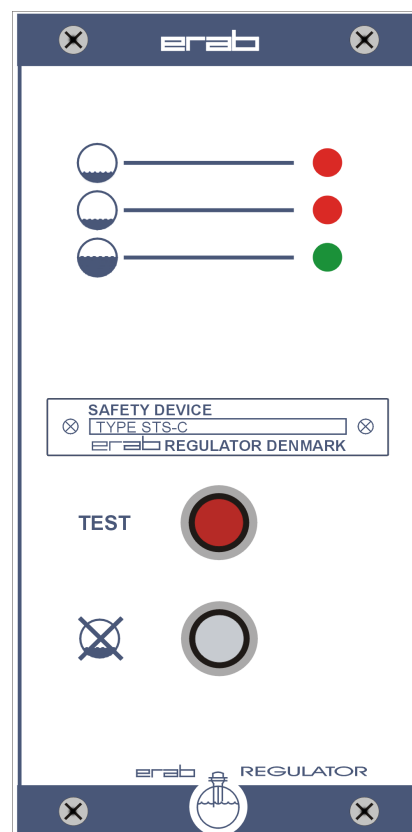 erab
SAFETY DEVICE
TYPE STS-C
erab REGULATOR DENMARK
TEST
erab REGULATOR